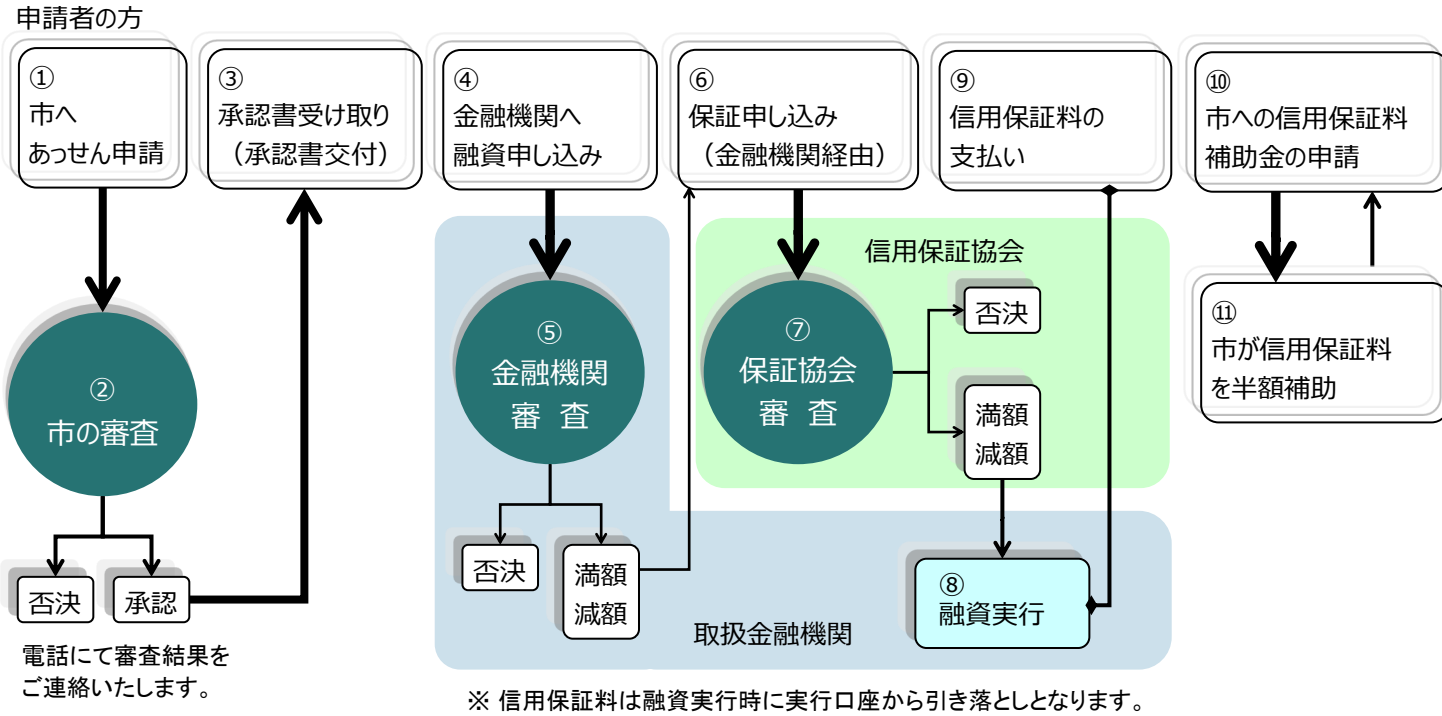 申請者の方
①
市へ
あっせん申請
②
市の審査
否決
承認
電話にて審査結果を
ご連絡いたします。
③
承認書受け取り
（承認書交付）
④
金融機関へ
融資申し込み
⑤
金融機関
審 査
否決
満額
減額
⑥
保証申し込み
（金融機関経由）
信用保証協会
⑦
保証協会
審 査
否決
満額
減額
⑧
融資実行
取扱金融機関
⑨
信用保証料の
支払い
⑩
市への信用保証料
補助金の申請
⑪
市が信用保証料
を半額補助
※ 信用保証料は融資実行時に実行口座から引き落としとなります。